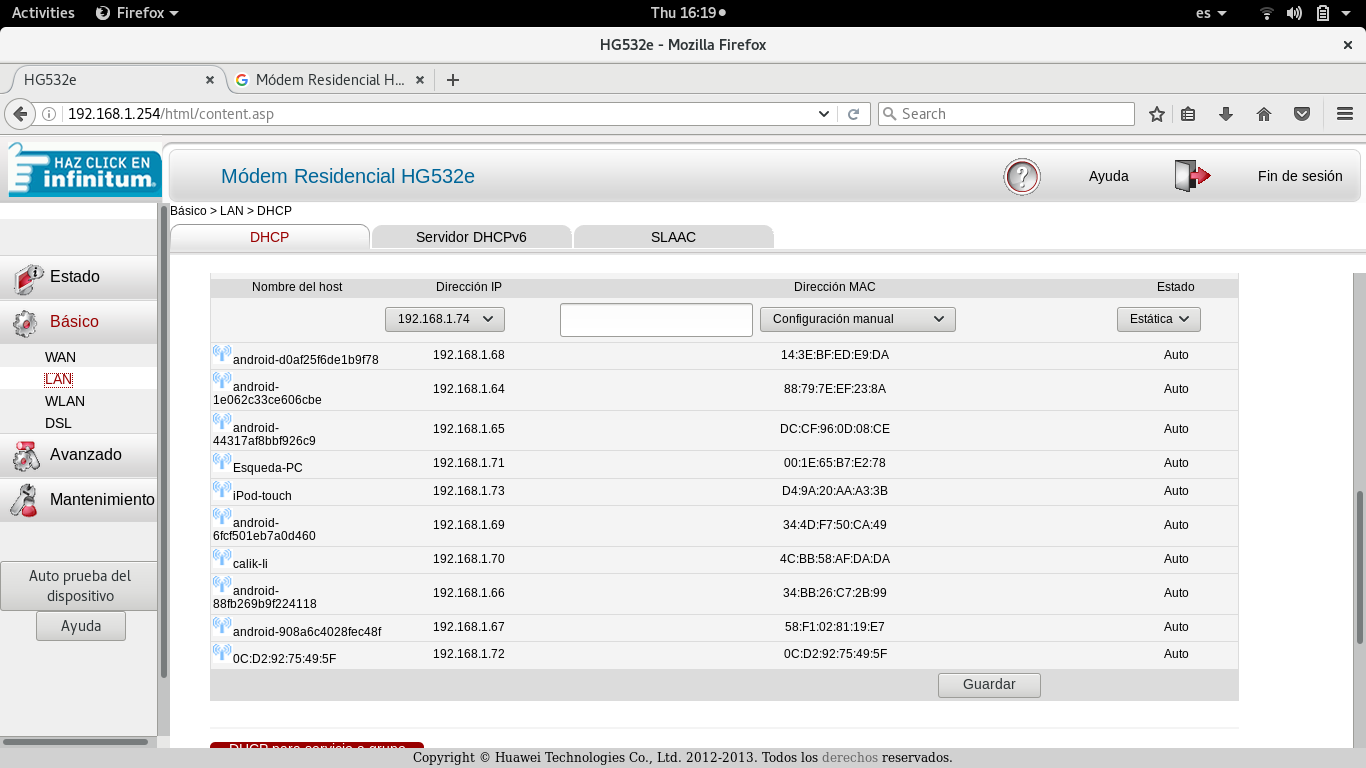 Activities Firefox Thu 16:19 es
HG532e - Mozilla Firefox
HG532e Módem Residencial H...
192.168.1.254/html/content.asp Search
HAZ CLICK EN
infinitum.
Módem Residencial HG532e Ayuda Fin de sesión
Básico > LAN > DHCP
DHCP Servidor DHCPv6 SLAAC
Estado
Básico
WAN
LAN
WLAN
DSL
Avanzado
Mantenimiento
Auto prueba del
dispositivo
Ayuda
Nombre del host Dirección IP Dirección MAC Estado
192.168.1.74 Configuración manual Estática
android-d0af25f6de1b9f78 192.168.1.68 14:3E:BF:ED:E9:DA Auto
android-
1e062c33ce606cbe 192.168.1.64 88:79:7E:EF:23:8A Auto
android-
44317af8bbf926c9 192.168.1.65 DC:CF:96:0D:08:CE Auto
Esqueda-PC 192.168.1.71 00:1E:65:B7:E2:78 Auto
iPod-touch 192.168.1.73 D4:9A:20:AA:A3:3B Auto
android-
6fcf501eb7a0d460 192.168.1.69 34:4D:F7:50:CA:49 Auto
calik-li 192.168.1.70 4C:BB:58:AF:DA:DA Auto
android-
88fb269b9f224118 192.168.1.66 34:BB:26:C7:2B:99 Auto
android-908a6c4028fec48f 192.168.1.67 58:F1:02:81:19:E7 Auto
0C:D2:92:75:49:5F 192.168.1.72 0C:D2:92:75:49:5F Auto
Guardar
DHCP para servicio a grupo
Copyright © Huawei Technologies Co., Ltd. 2012-2013. Todos los derechos reservados.